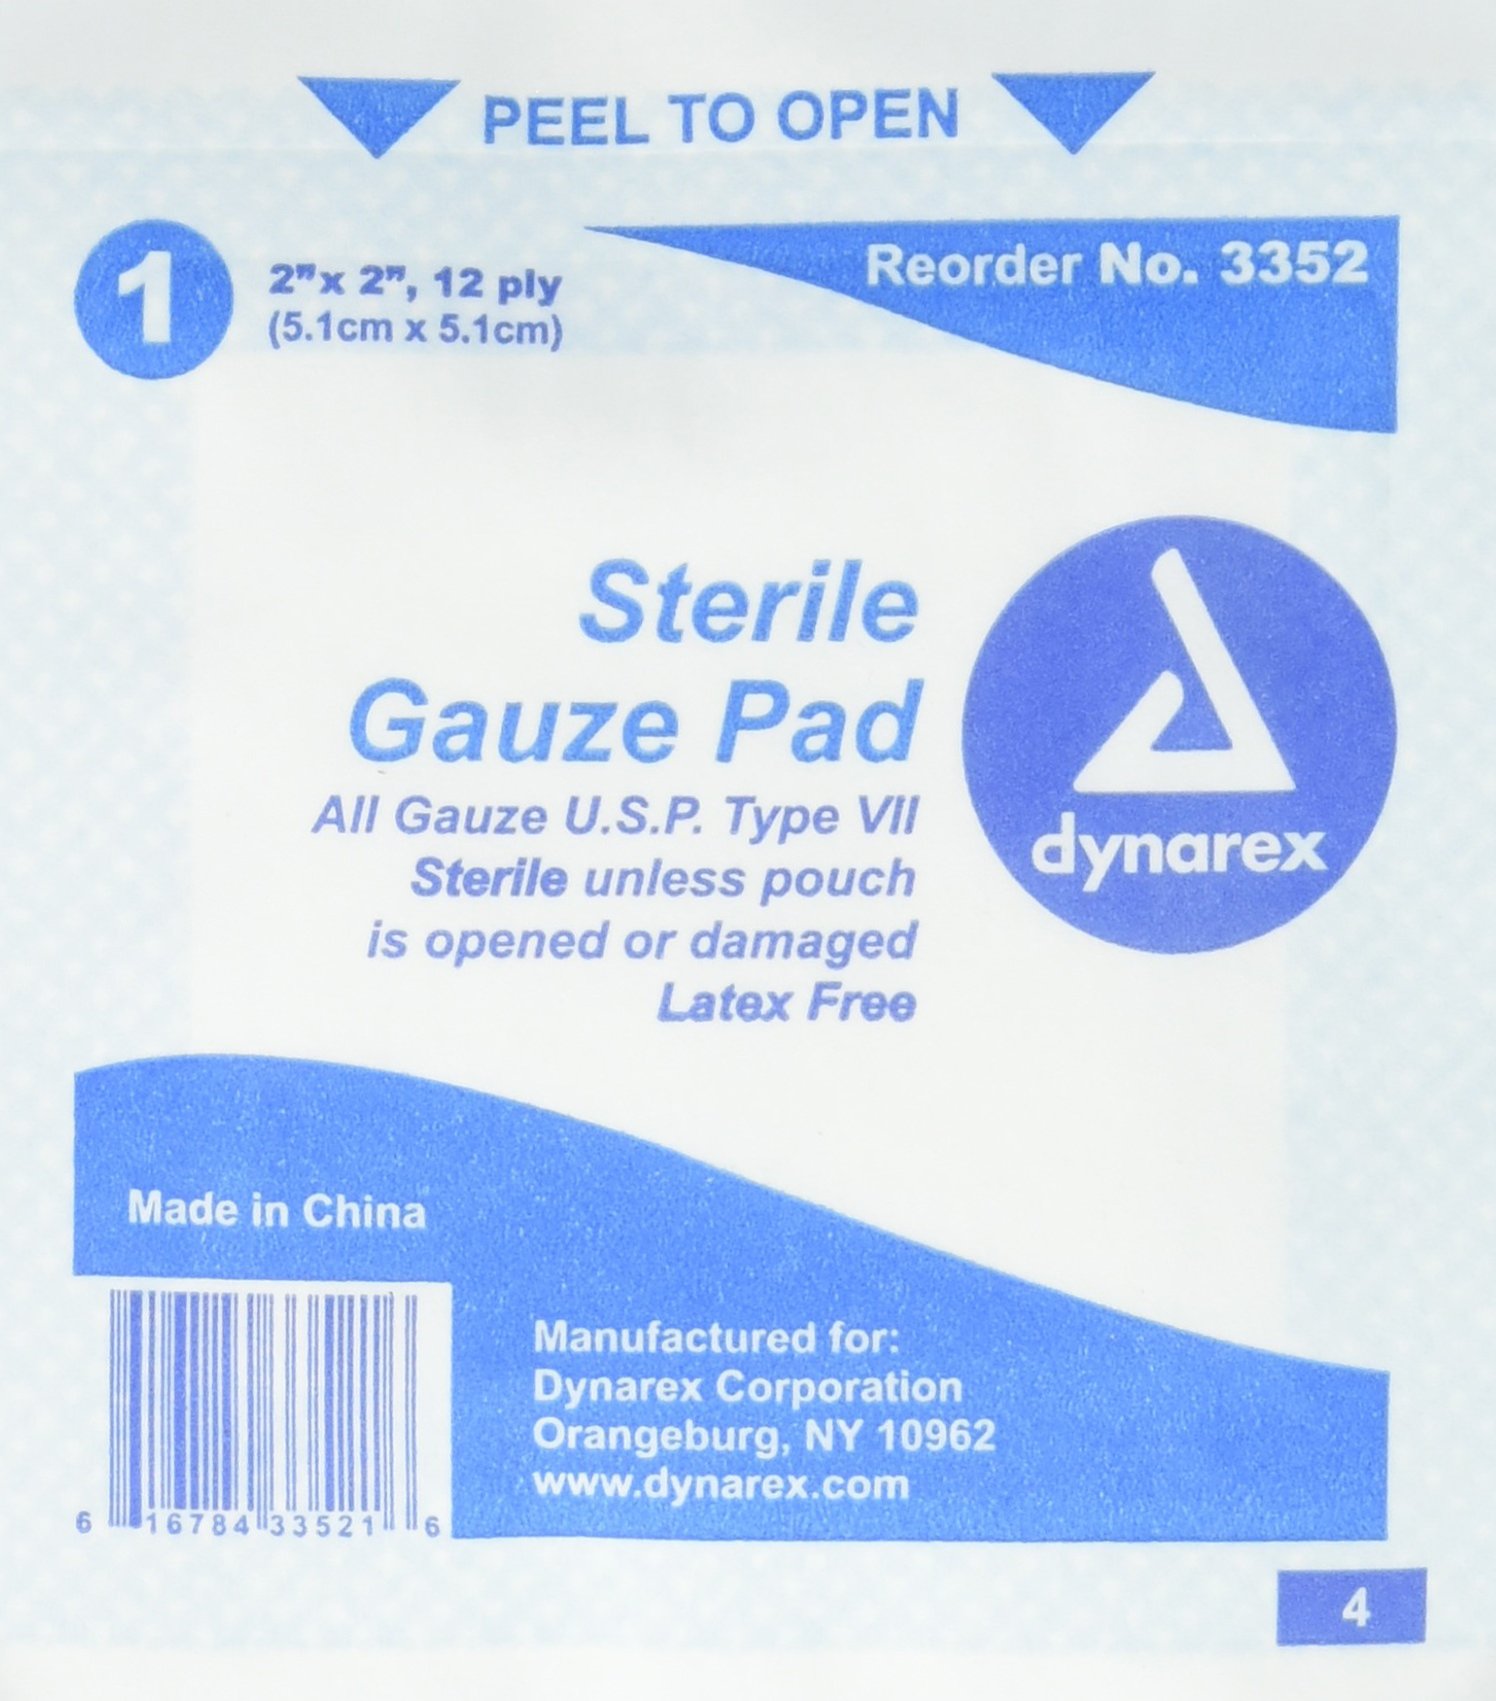 PEEL TO OPEN
1
2"x 2", 12 ply
(5.1cm x 5.1cm)
Reorder No. 3352
Sterile
Gauze Pad
All Gauze U.S.P. Type VII
Sterile unless pouch
is opened or damaged
Latex Free
dynarex
Made in China
Manufactured for:
Dynarex Corporation
Orangeburg, NY 10962
www.dynarex.com
6 16784 33521 6
4